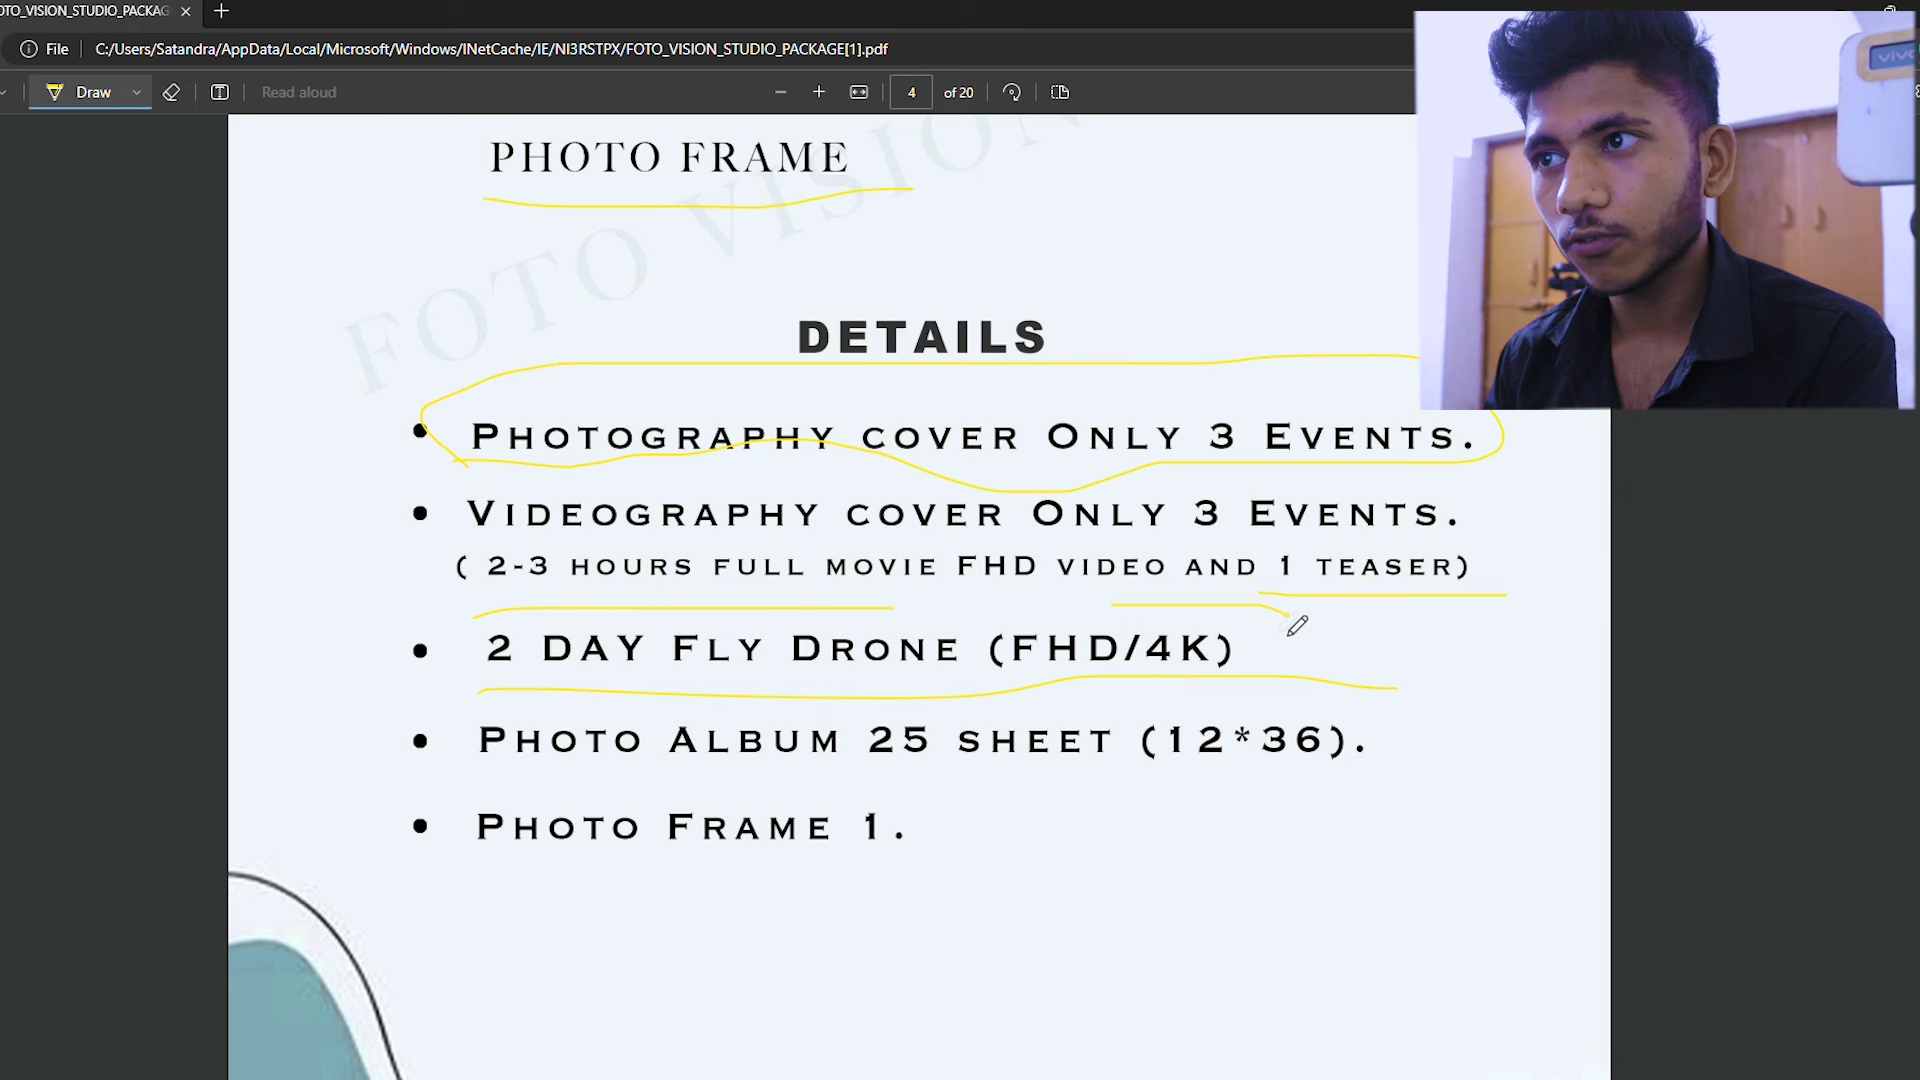 OTO_VISION_STUDIO_PACKAG
File C:/Users/Satandra/AppData/Local/Microsoft/Windows/INetCache/IE/NI3RSTPX/FOTO_VISION_STUDIO_PACKAGE[1].pdf
Draw Read aloud 4 of 20
vivo
PHOTO FRAME
FOTO VISION
DETAILS
• PHOTOGRAPHY COVER ONLY 3 EVENTS.
• VIDEOGRAPHY COVER ONLY 3 EVENTS.
( 2-3 HOURS FULL MOVIE FHD VIDEO AND 1 TEASER)
• 2 DAY FLY DRONE (FHD/4K)
• PHOTO ALBUM 25 SHEET (12*36).
• PHOTO FRAME 1.